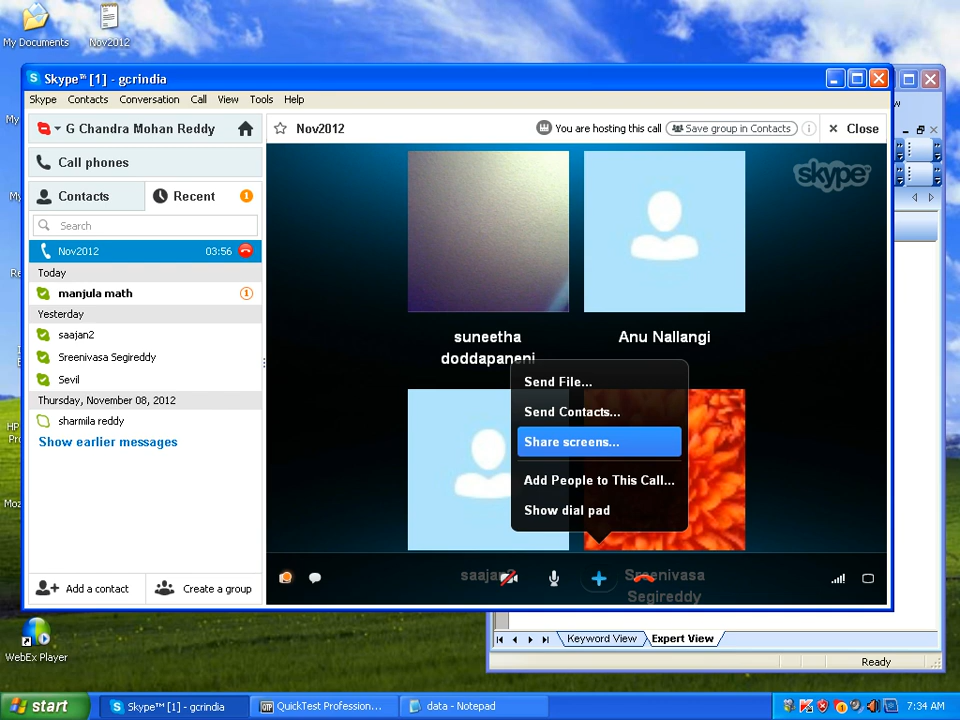 My Documents
Nov2012
Skype™ [1] - gcrindia
Skype Contacts Conversation Call View Tools Help
G Chandra Mohan Reddy
Nov2012
You are hosting this call
Save group in Contacts
Close
Call phones
Contacts
Recent
1
Search
Nov2012
03:56
Today
manjula math
1
Yesterday
saajan2
Sreenivasa Segireddy
Sevil
Thursday, November 08, 2012
sharmila reddy
Show earlier messages
Add a contact
Create a group
skype
suneetha
doddapaneni
Anu Nallangi
Send File...
Send Contacts...
Share screens...
Add People to This Call...
Show dial pad
saajan2
Sreenivasa
Segireddy
WebEx Player
Keyword View
Expert View
Ready
start
Skype™ [1] - gcrindia
QuickTest Profession...
data - Notepad
7:34 AM